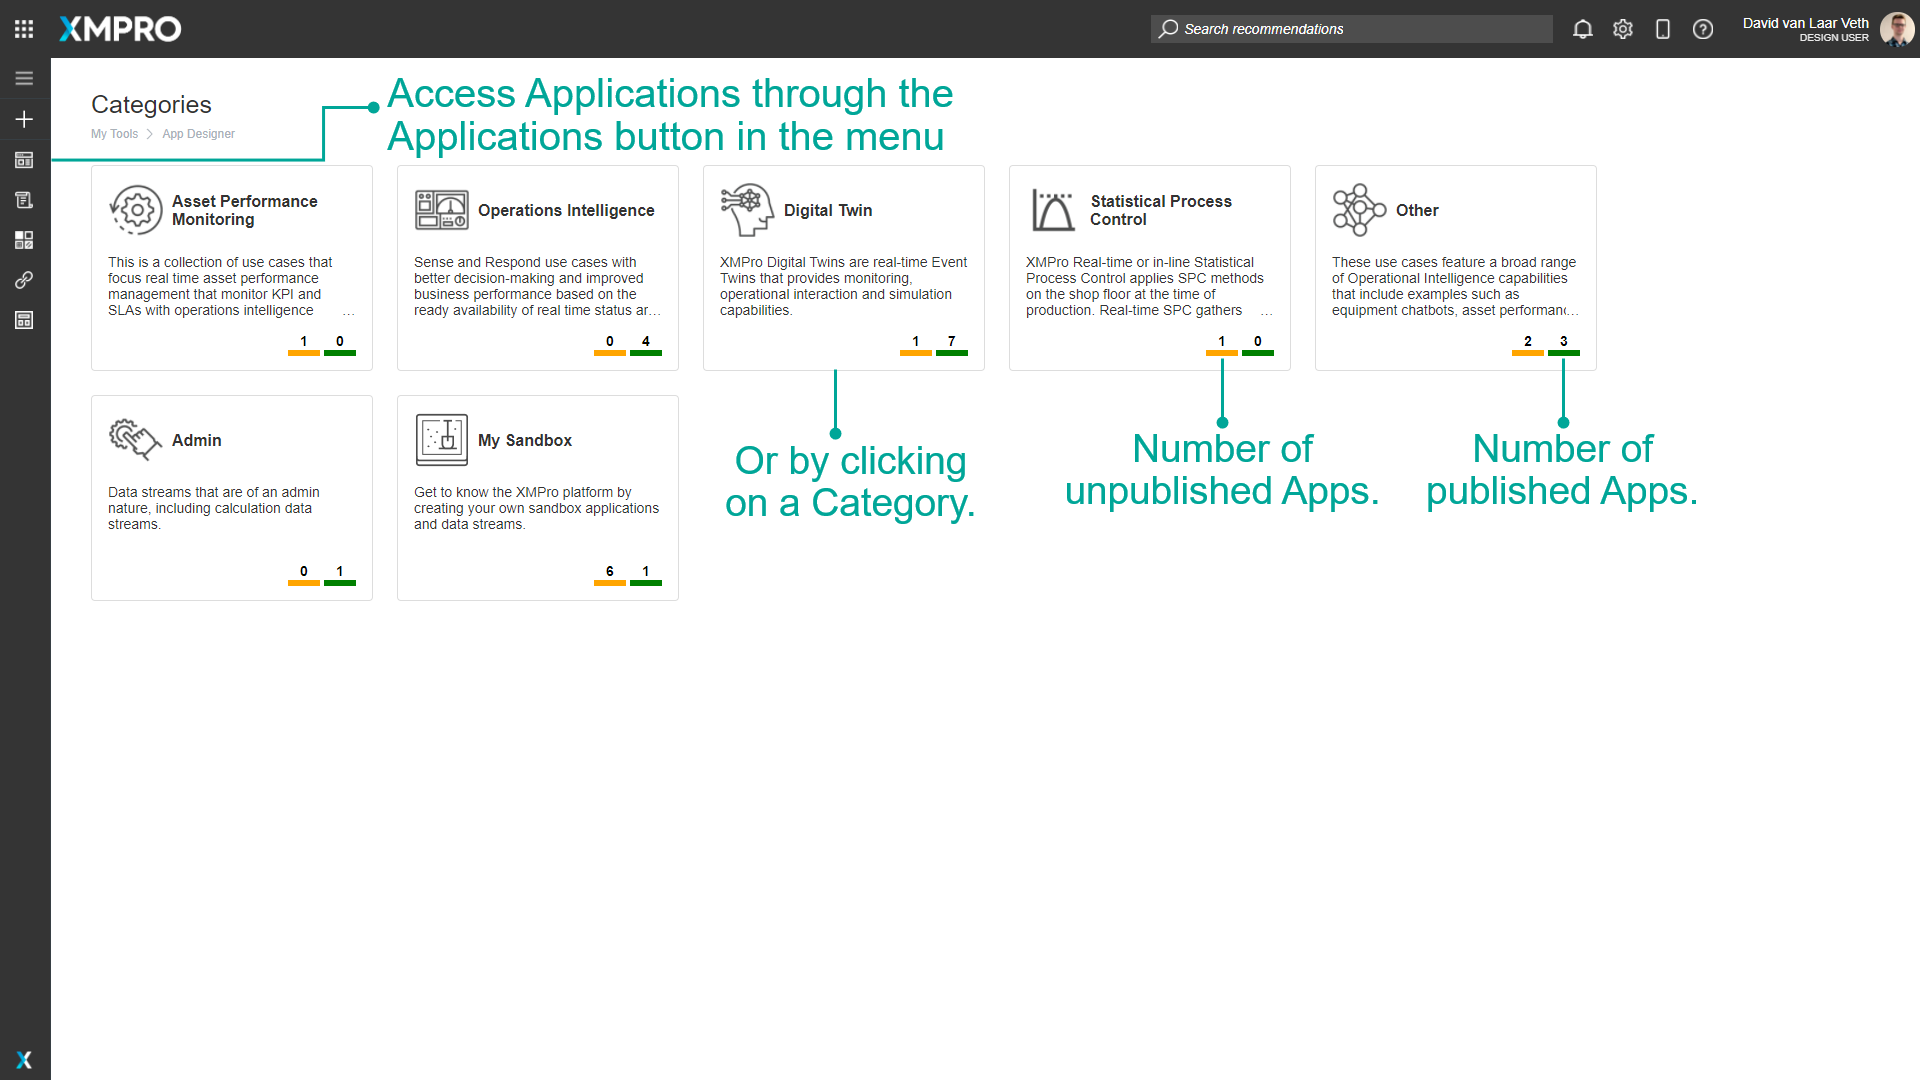 XMPRO
Search recommendations
David van Laar Veth
DESIGN USER
Categories
My Tools
App Designer
Access Applications through the
Applications button in the menu
Asset Performance
Monitoring
This is a collection of use cases that
focus real time asset performance
management that monitor KPI and
SLAs with operations intelligence ...
1 0
Operations Intelligence
Sense and Respond use cases with
better decision-making and improved
business performance based on the
ready availability of real time status ar...
0 4
Digital Twin
XMPro Digital Twins are real-time Event
Twins that provides monitoring,
operational interaction and simulation
capabilities.
1 7
Statistical Process
Control
XMPro Real-time or in-line Statistical
Process Control applies SPC methods
on the shop floor at the time of
production. Real-time SPC gathers ...
1 0
Other
These use cases feature a broad range
of Operational Intelligence capabilities
that include examples such as
equipment chatbots, asset performanc...
2 3
Admin
Data streams that are of an admin
nature, including calculation data
streams.
0 1
My Sandbox
Get to know the XMPro platform by
creating your own sandbox applications
and data streams.
6 1
Or by clicking
on a Category.
Number of
unpublished Apps.
Number of
published Apps.